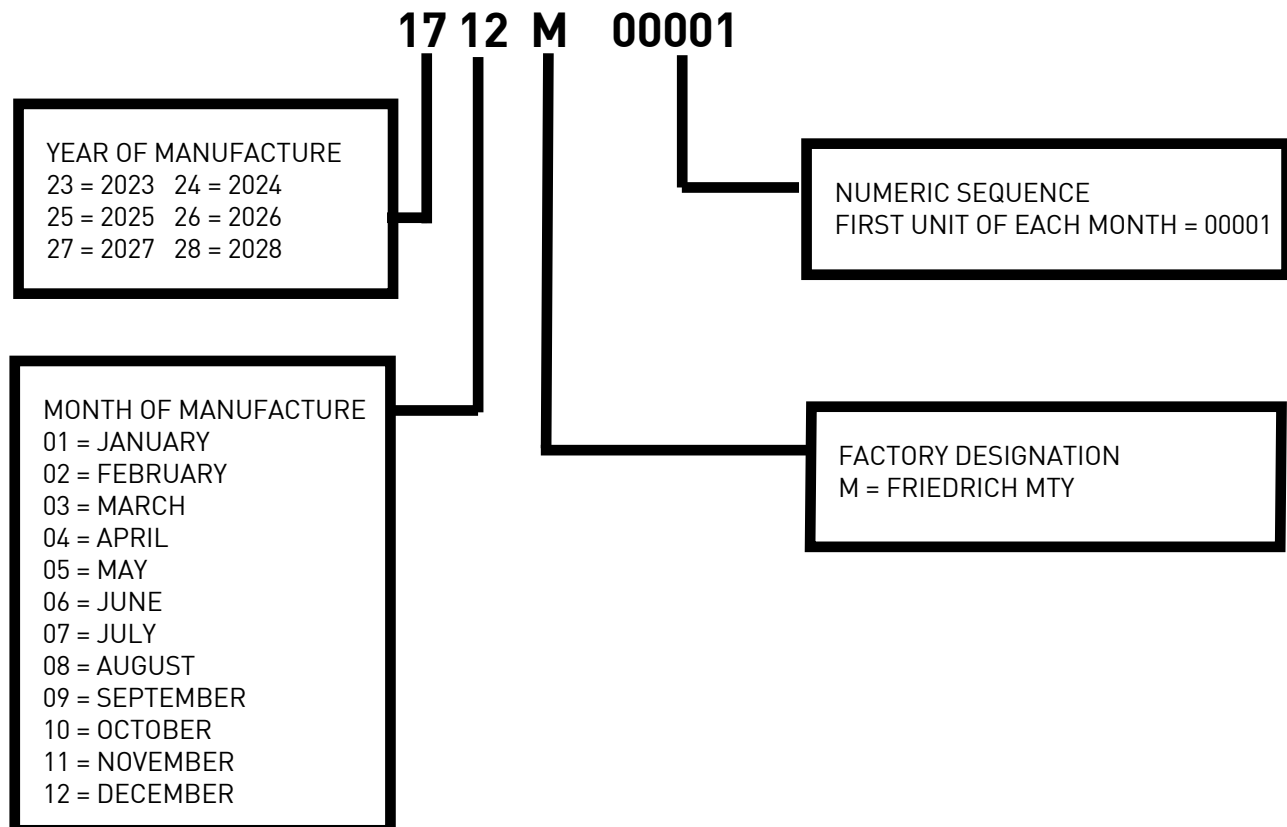 17 12 M 00001
YEAR OF MANUFACTURE
23 = 2023 24 = 2024
25 = 2025 26 = 2026
27 = 2027 28 = 2028
NUMERIC SEQUENCE
FIRST UNIT OF EACH MONTH = 00001
MONTH OF MANUFACTURE
01 = JANUARY
02 = FEBRUARY
03 = MARCH
04 = APRIL
05 = MAY
06 = JUNE
07 = JULY
08 = AUGUST
09 = SEPTEMBER
10 = OCTOBER
11 = NOVEMBER
12 = DECEMBER
FACTORY DESIGNATION
M = FRIEDRICH MTY